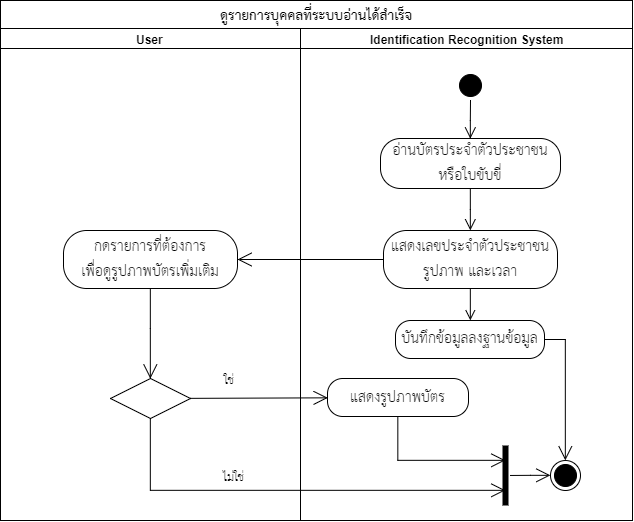 ดูรายการบุคคลที่ระบบอ่านได้สำเร็จ
User
Identification Recognition System
อ่านบัตรประจำตัวประชาชน
หรือใบขับขี่
กดรายการที่ต้องการ
เพื่อดูรูปภาพบัตรเพิ่มเติม
แสดงเลขประจำตัวประชาชน
รูปภาพ และเวลา
บันทึกข้อมูลลงฐานข้อมูล
ใช่
แสดงรูปภาพบัตร
ไม่ใช่